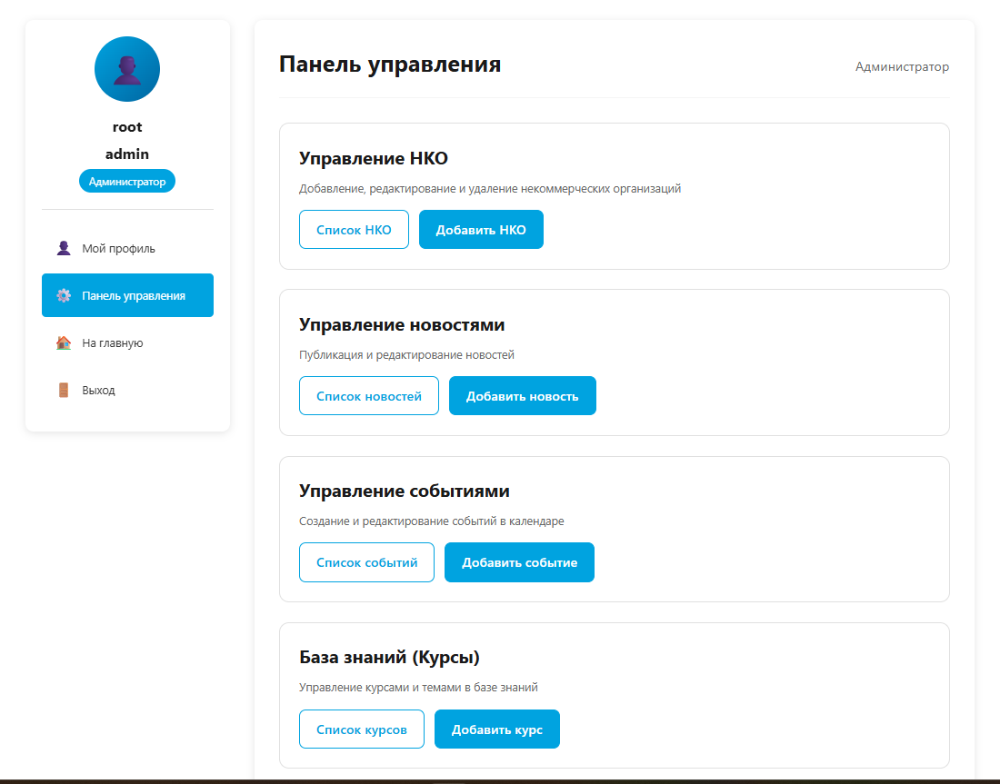 root
admin
Администратор
Мой профиль
Панель управления
На главную
Выход
Панель управления
Администратор
Управление НКО
Добавление, редактирование и удаление некоммерческих организаций
Список НКО
Добавить НКО
Управление новостями
Публикация и редактирование новостей
Список новостей
Добавить новость
Управление событиями
Создание и редактирование событий в календаре
Список событий
Добавить событие
База знаний (Курсы)
Управление курсами и темами в базе знаний
Список курсов
Добавить курс